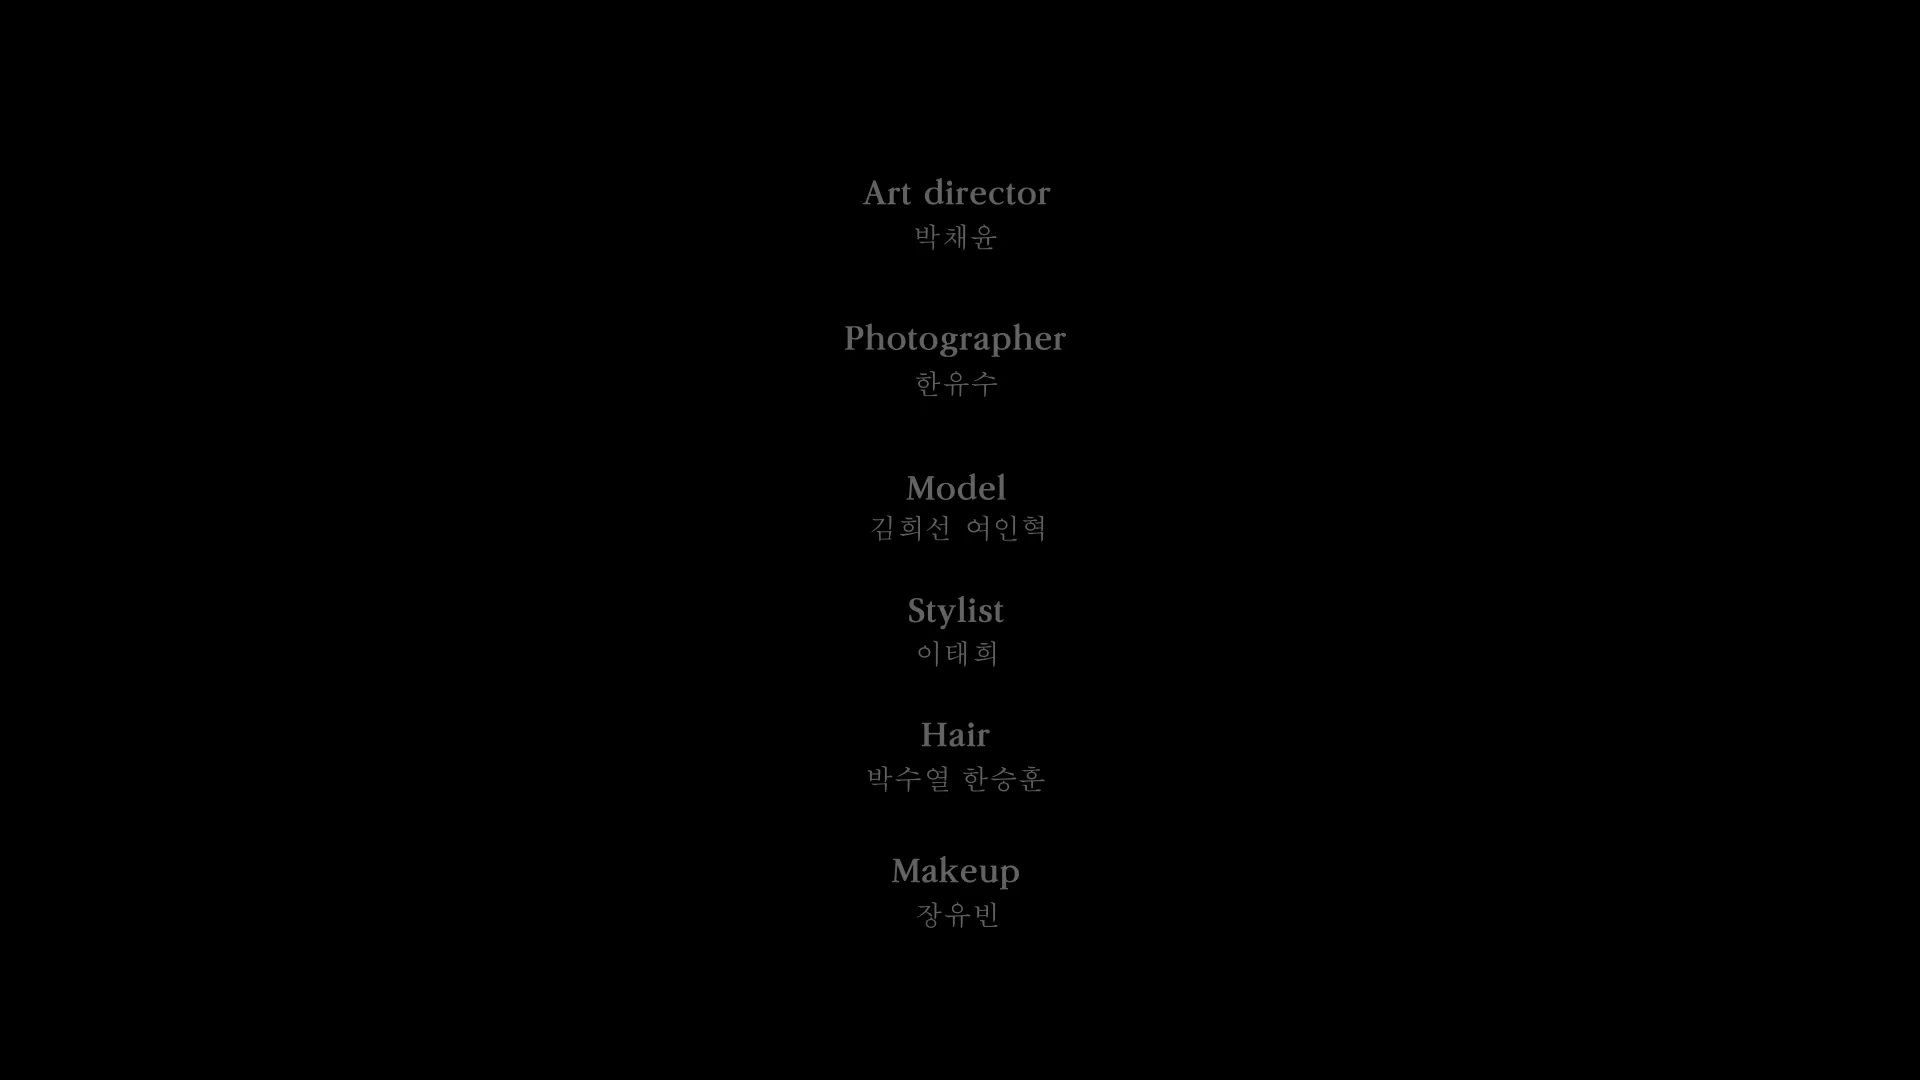 Art director
박채윤
Photographer
한유수
Model
김희선 여인혁
Stylist
이태희
Hair
박수열 한승훈
Makeup
장유빈